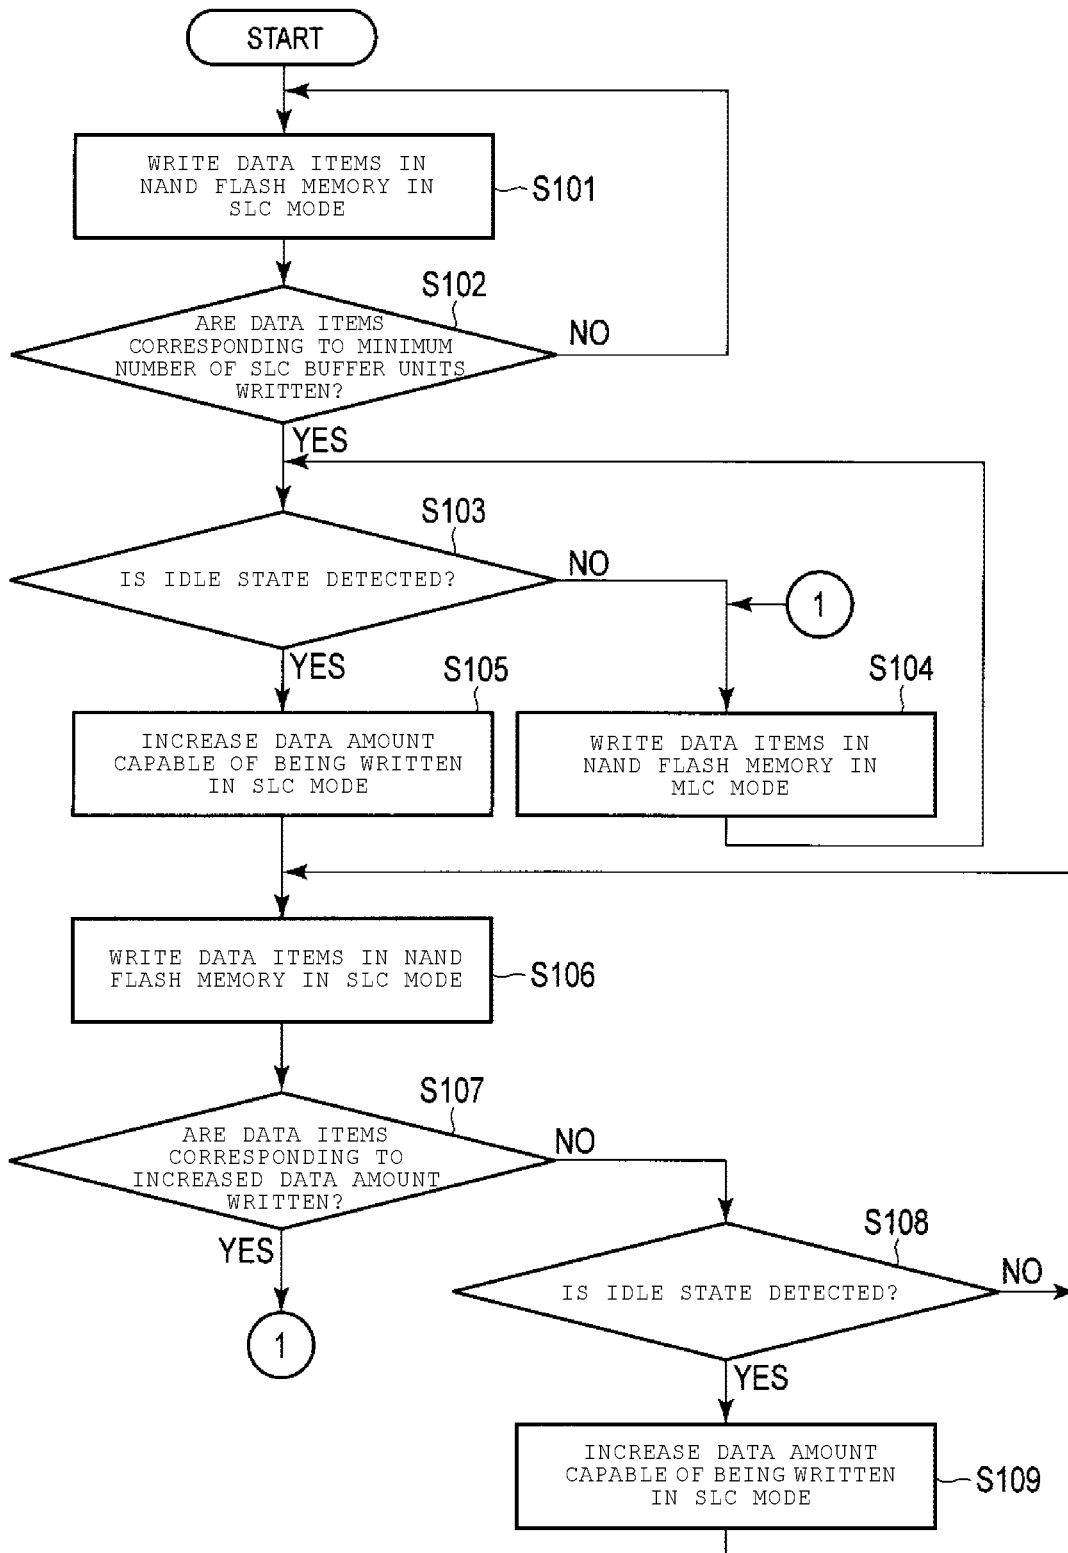 START
WRITE DATA ITEMS IN
NAND FLASH MEMORY IN
SLC MODE
S101
S102
ARE DATA ITEMS
CORRESPONDING TO MINIMUM
NUMBER OF SLC BUFFER UNITS
WRITTEN?
NO
YES
S103
IS IDLE STATE DETECTED?
NO
1
YES
S105
INCREASE DATA AMOUNT
CAPABLE OF BEING WRITTEN
IN SLC MODE
S104
WRITE DATA ITEMS IN
NAND FLASH MEMORY IN
MLC MODE
WRITE DATA ITEMS IN NAND
FLASH MEMORY IN SLC MODE
S106
S107
ARE DATA ITEMS
CORRESPONDING TO
INCREASED DATA AMOUNT
WRITTEN?
NO
YES
1
S108
IS IDLE STATE DETECTED?
NO
YES
INCREASE DATA AMOUNT
CAPABLE OF BEING WRITTEN
IN SLC MODE
S109